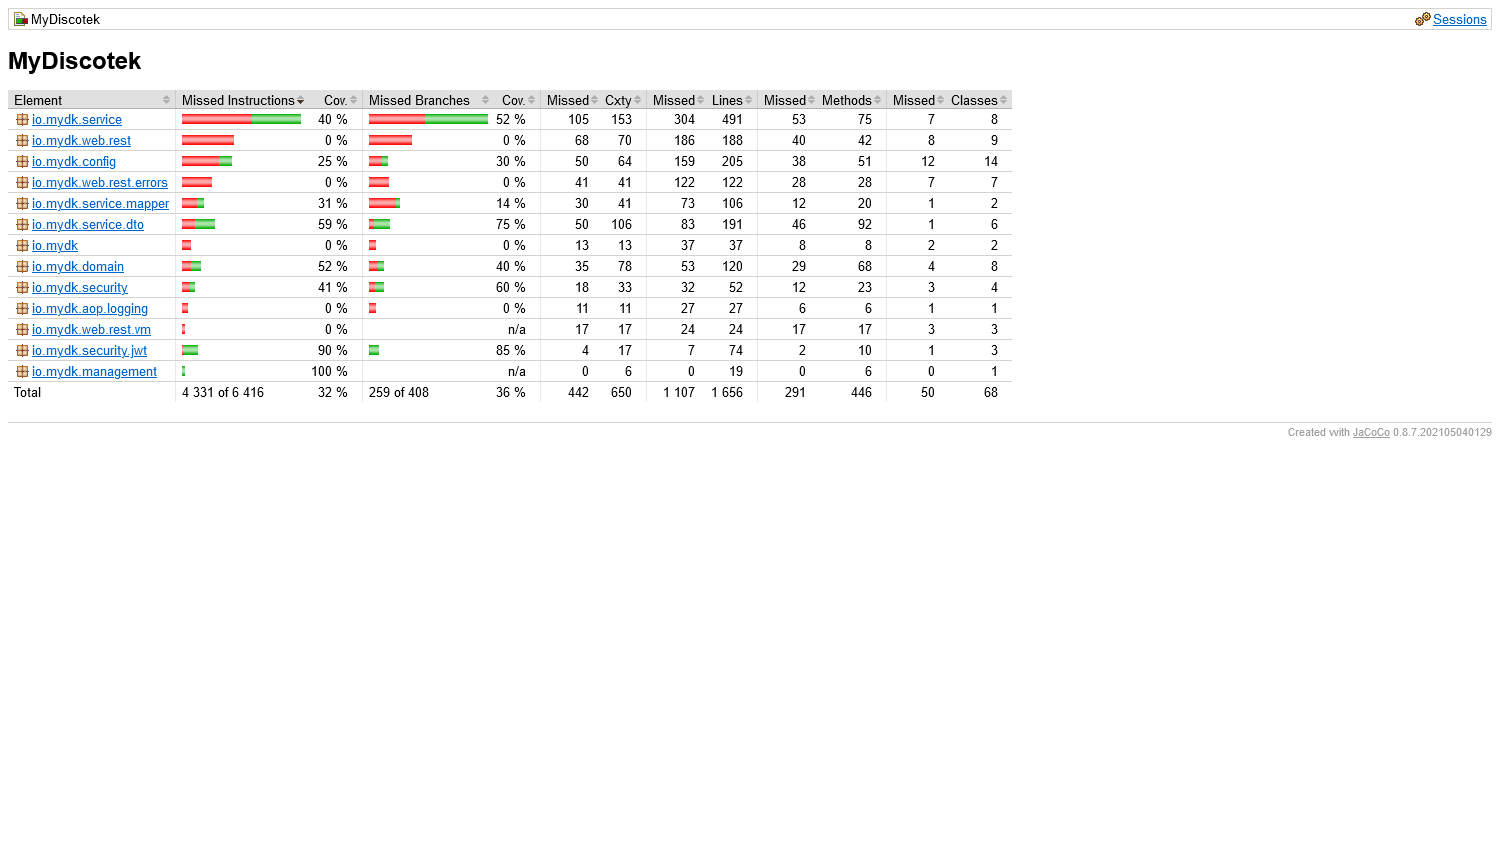 MyDiscotek Sessions
MyDiscotek
Element Missed Instructions Cov. Missed Branches Cov. Missed Cxty Missed Lines Missed Methods Missed Classes
io.mydk.service 40 % 52 % 105 153 304 491 53 75 7 8
io.mydk.web.rest 0 % 0 % 68 70 186 188 40 42 8 9
io.mydk.config 25 % 30 % 50 64 159 205 38 51 12 14
io.mydk.web.rest.errors 0 % 0 % 41 41 122 122 28 28 7 7
io.mydk.service.mapper 31 % 14 % 30 41 73 106 12 20 1 2
io.mydk.service.dto 59 % 75 % 50 106 83 191 46 92 1 6
io.mydk 0 % 0 % 13 13 37 37 8 8 2 2
io.mydk.domain 52 % 40 % 35 78 53 120 29 68 4 8
io.mydk.security 41 % 60 % 18 33 32 52 12 23 3 4
io.mydk.aop.logging 0 % 0 % 11 11 27 27 6 6 1 1
io.mydk.web.rest.vm 0 % n/a 17 17 24 24 17 17 3 3
io.mydk.security.jwt 90 % 85 % 4 17 7 74 2 10 1 3
io.mydk.management 100 % n/a 0 6 0 19 0 6 0 1
Total 4 331 of 6 416 32 % 259 of 408 36 % 442 650 1 107 1 656 291 446 50 68
Created with JaCoCo 0.8.7.202105040129